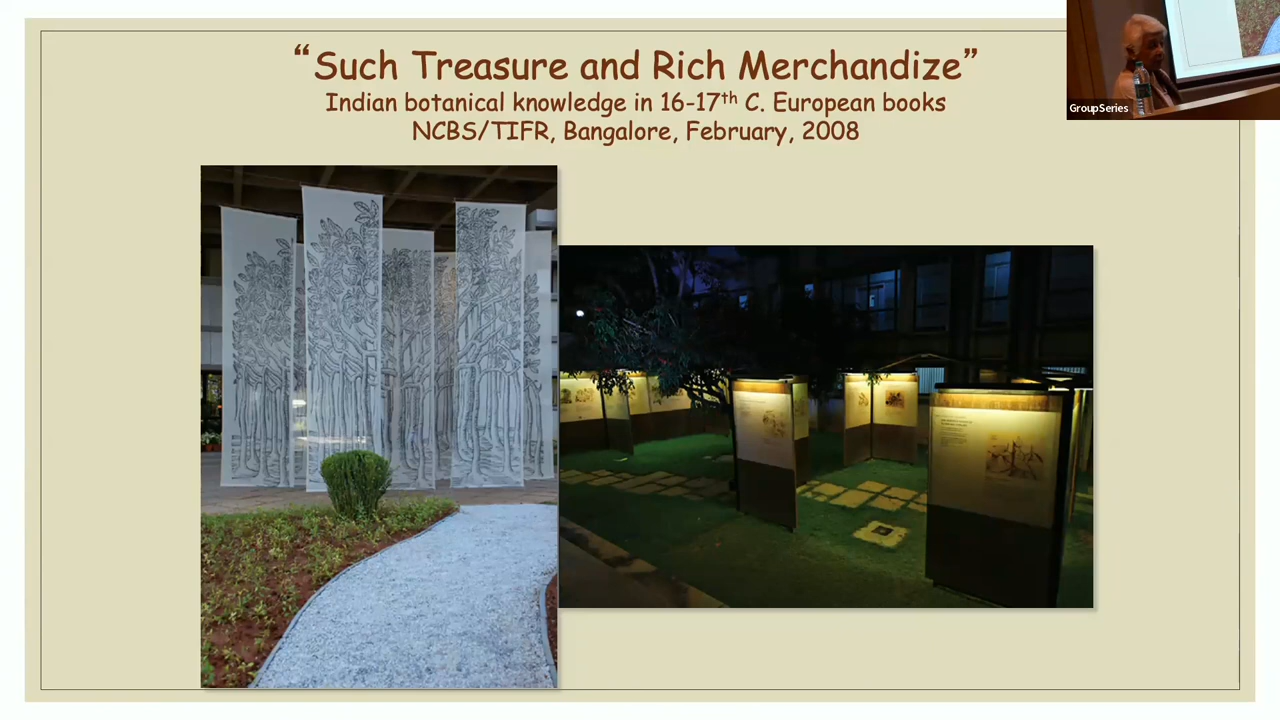 “Such Treasure and Rich Merchandize”
Indian botanical knowledge in 16-17th C. European books
NCBS/TIFR, Bangalore, February, 2008
GroupSeries